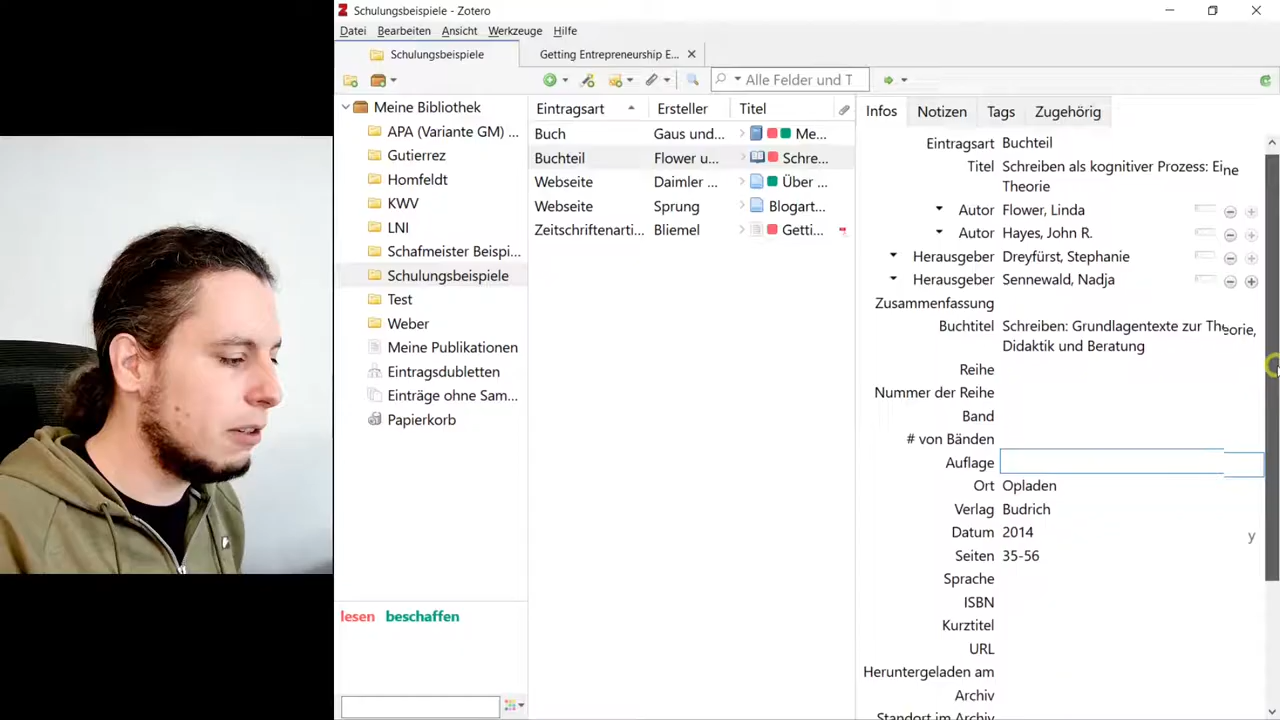 Schulungsbeispiele - Zotero
Datei Bearbeiten Ansicht Werkzeuge Hilfe
Schulungsbeispiele
Getting Entrepreneurship E...
Alle Felder und T
Meine Bibliothek
APA (Variante GM) ...
Gutierrez
Homfeldt
KWV
LNI
Schafmeister Beispi...
Schulungsbeispiele
Test
Weber
Meine Publikationen
Eintragsdubletten
Einträge ohne Sam...
Papierkorb
lesen beschaffen
Eintragsart Ersteller Titel
Buch Gaus und... Me...
Buchteil Flower u... Schre...
Webseite Daimler ... Über ...
Webseite Sprung Blogart...
Zeitschriftenarti... Bliemel Getti...
Infos Notizen Tags Zugehörig
Eintragsart Buchteil
Titel Schreiben als kognitiver Prozess: Eine
Theorie
Autor Flower, Linda
Autor Hayes, John R.
Herausgeber Dreyfürst, Stephanie
Herausgeber Sennewald, Nadja
Zusammenfassung
Buchtitel Schreiben: Grundlagentexte zur Theorie,
Didaktik und Beratung
Reihe
Nummer der Reihe
Band
# von Bänden
Auflage
Ort Opladen
Verlag Budrich
Datum 2014 y
Seiten 35-56
Sprache
ISBN
Kurztitel
URL
Heruntergeladen am
Archiv
Standort im Archiv